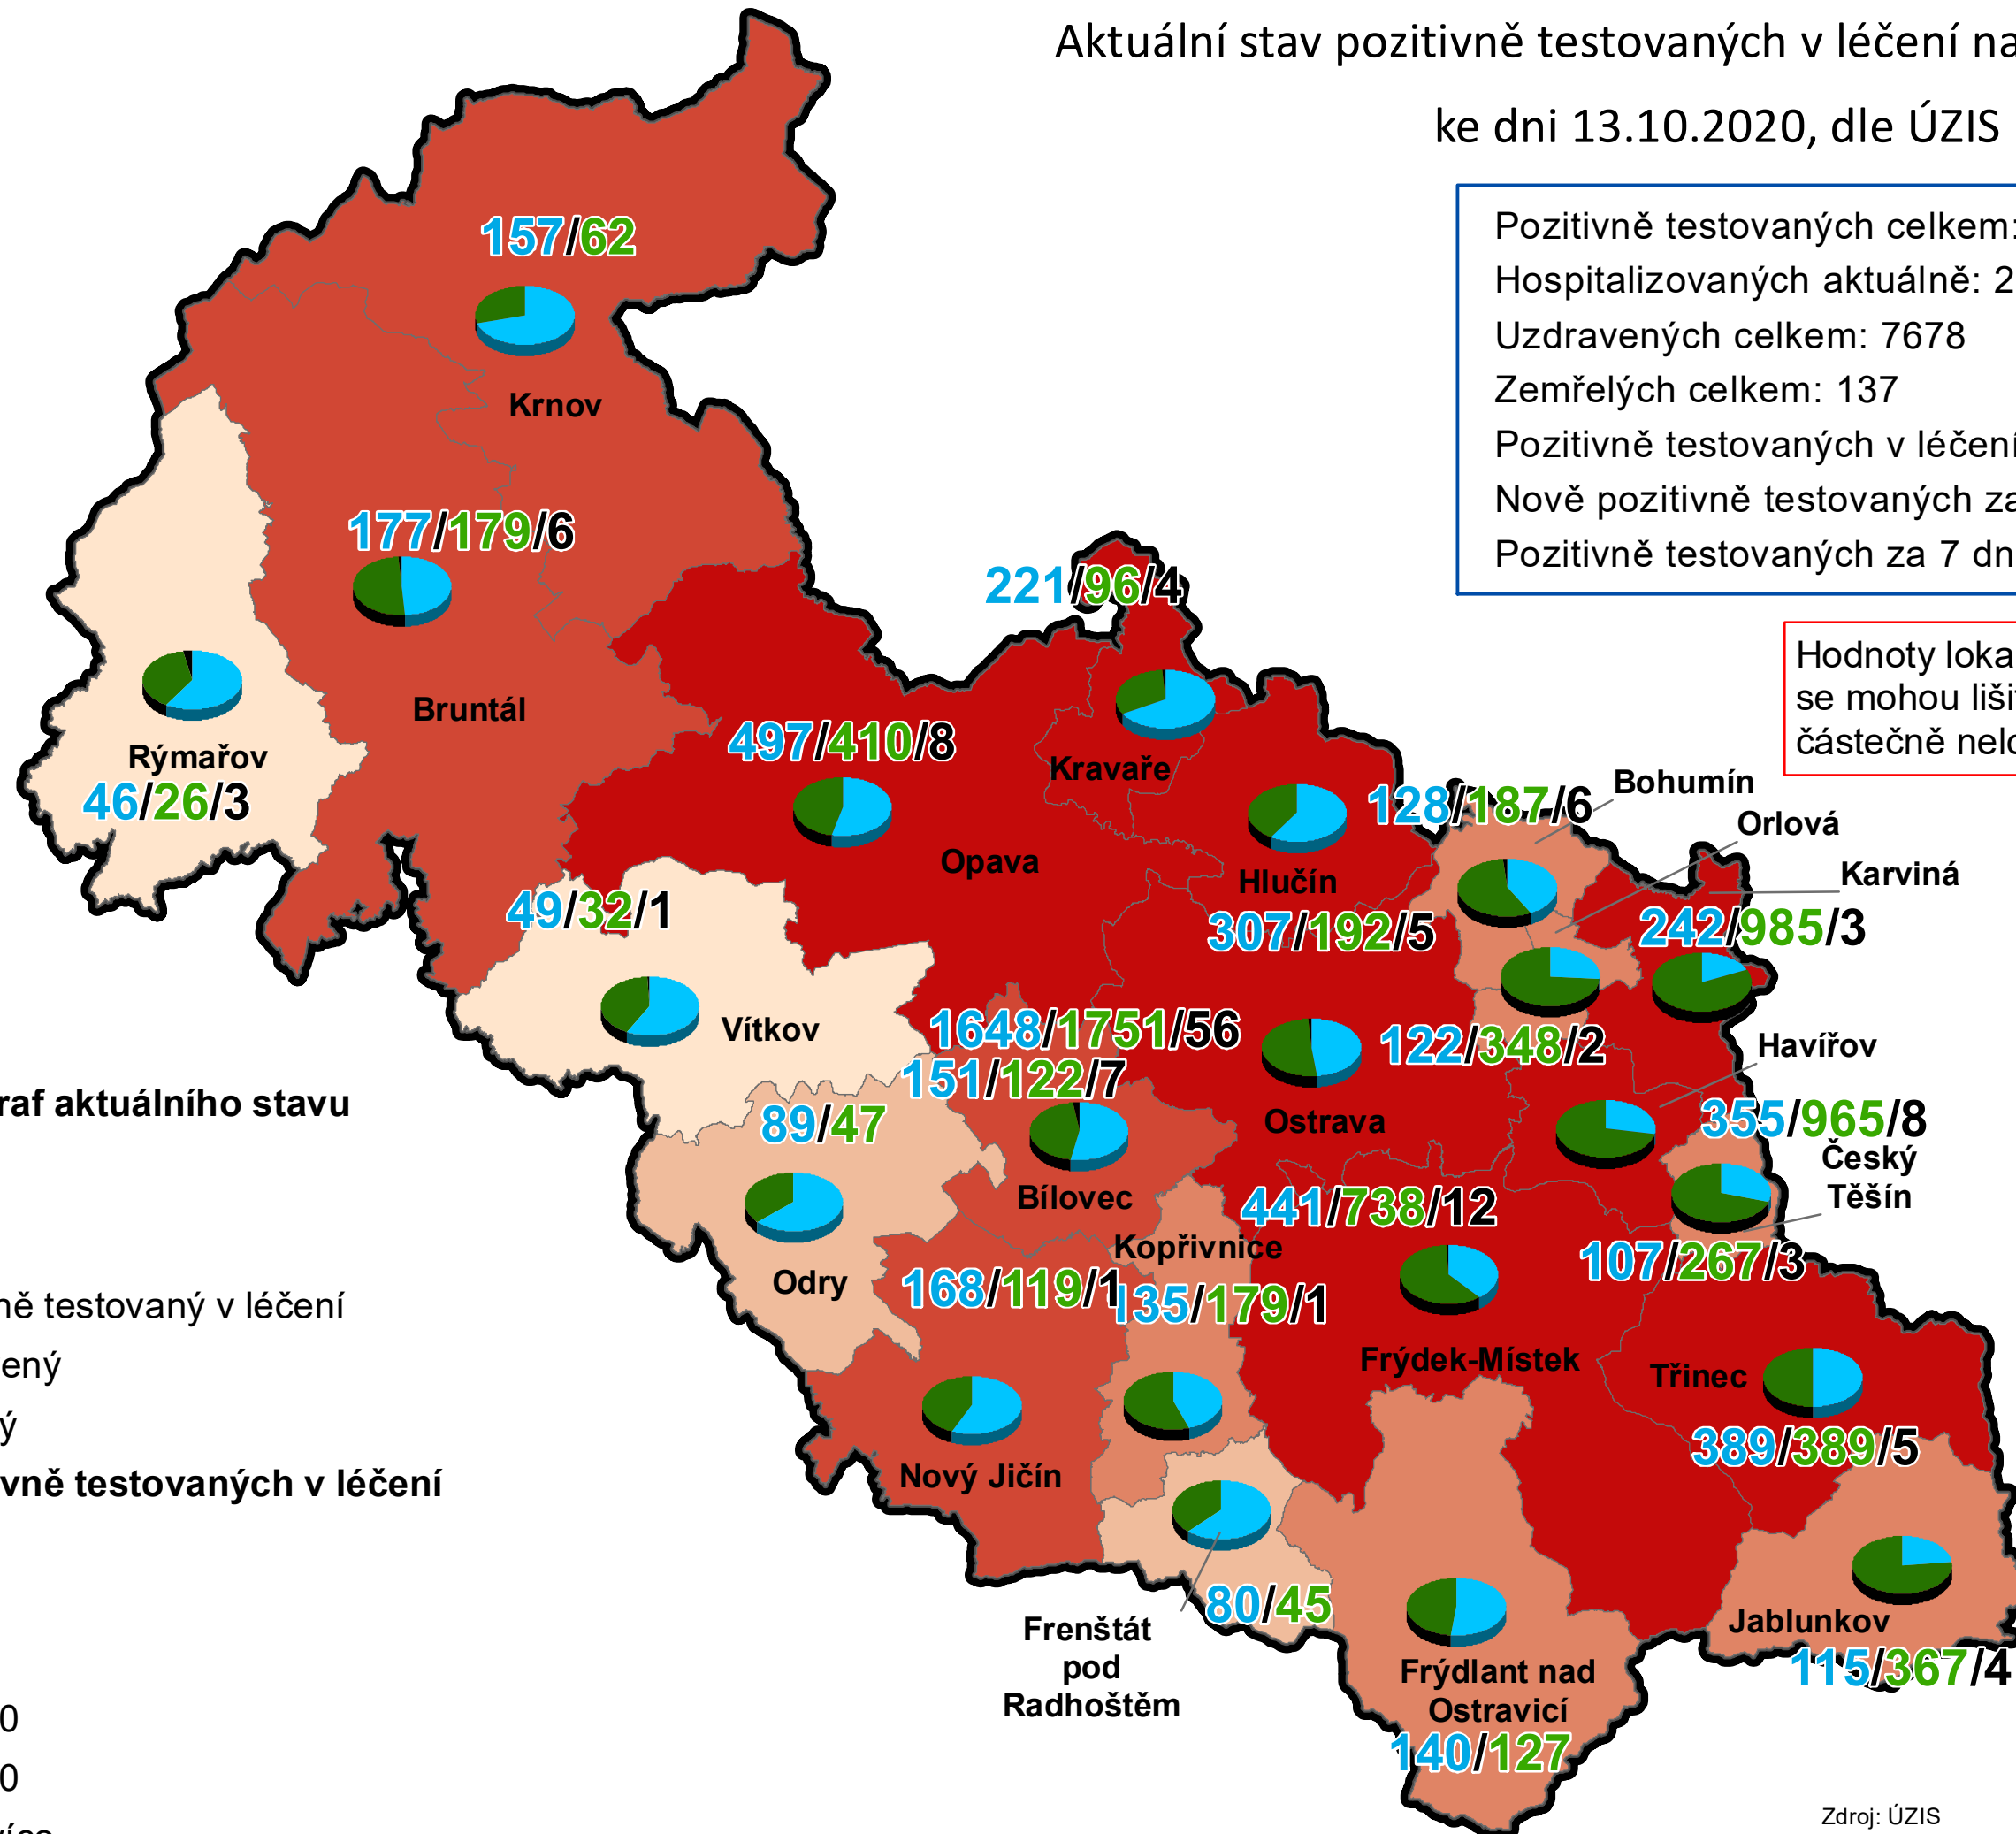 Aktuální stav pozitivně testovaných v léčení na
ke dni 13.10.2020, dle ÚZIS
Pozitivně testovaných celkem:
Hospitalizovaných aktuálně: 2
Uzdravených celkem: 7678
Zemřelých celkem: 137
Pozitivně testovaných v léčení
Nově pozitivně testovaných za
Pozitivně testovaných za 7 dn
Hodnoty loka
se mohou liši
částečně nelo
157/62
Krnov
177/179/6
Bruntál
Rýmařov
46/26/3
221/96/4
Kravaře
497/410/8
Opava
Hlučín
307/192/5
128/187/6
Bohumín
Orlová
Karviná
242/985/3
49/32/1
Vítkov
1648/1751/56
151/122/7
Ostrava
122/348/2
Havířov
355/965/8
Český
Těšín
107/267/3
89/47
Odry
Bílovec
441/738/12
Kopřivnice
168/119/1
135/179/1
Frýdek-Místek
Třinec
389/389/5
Nový Jičín
80/45
Frenštát
pod
Radhoštěm
Frýdlant nad
Ostravicí
140/127
Jablunkov
115/367/4
raf aktuálního stavu
ně testovaný v léčení
ený
ý
vně testovaných v léčení
0
0
Zdroj: ÚZIS